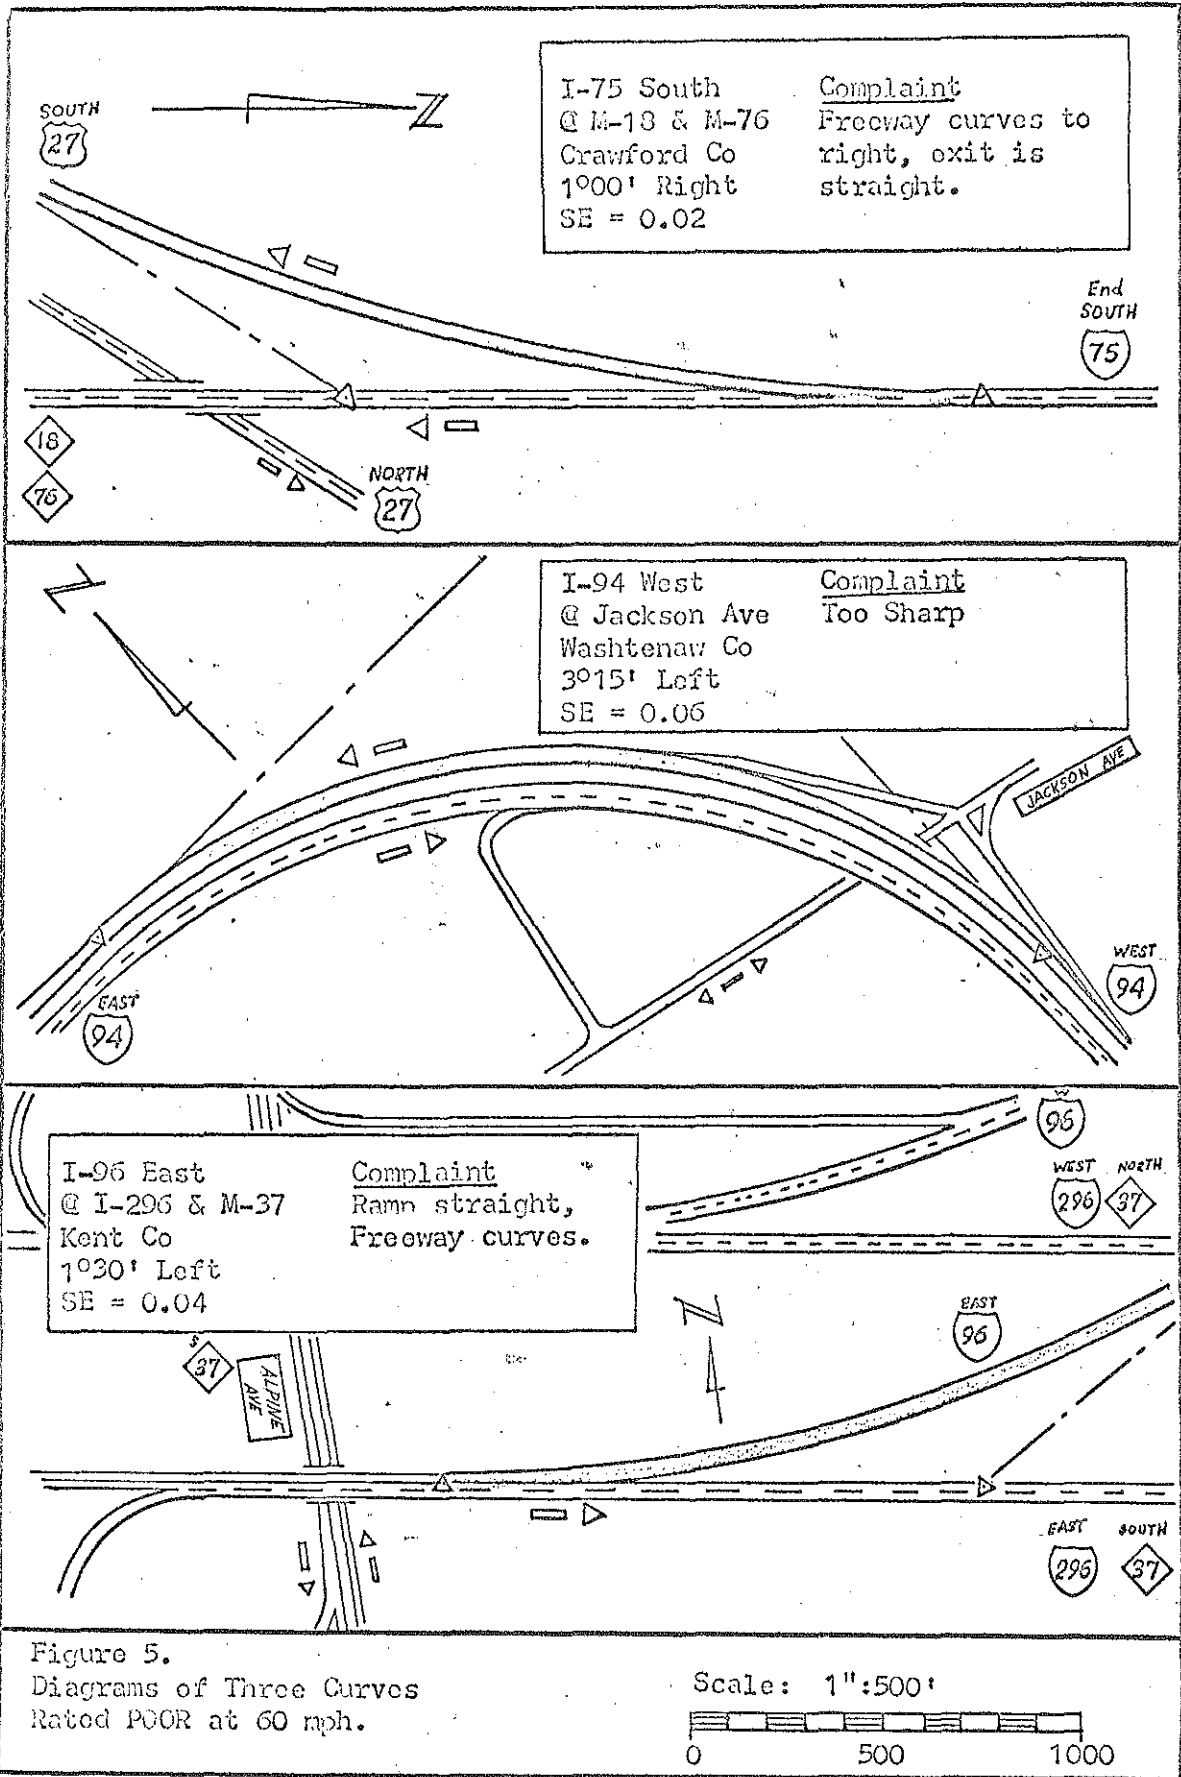 SOUTH
27
N
I-75 South
@ M-18 & M-76
Crawford Co
1°00' Right
SE = 0.02
Complaint
Freeway curves to
right, exit is
straight.
End
SOUTH
75
18
76
NORTH
27
N
I-94 West
@ Jackson Ave
Washtenaw Co
3°15' Left
SE = 0.06
Complaint
Too Sharp
JACKSON AVE
WEST
94
EAST
94
W
96
WEST NORTH
296 37
I-96 East
@ I-296 & M-37
Kent Co
1°30' Left
SE = 0.04
Complaint
Ramp straight,
Freeway curves.
N
EAST
96
S
37
ALPINE
AVE
EAST SOUTH
296 37
Figure 5.
Diagrams of Three Curves
Rated POOR at 60 mph.
Scale: 1":500'
0 500 1000